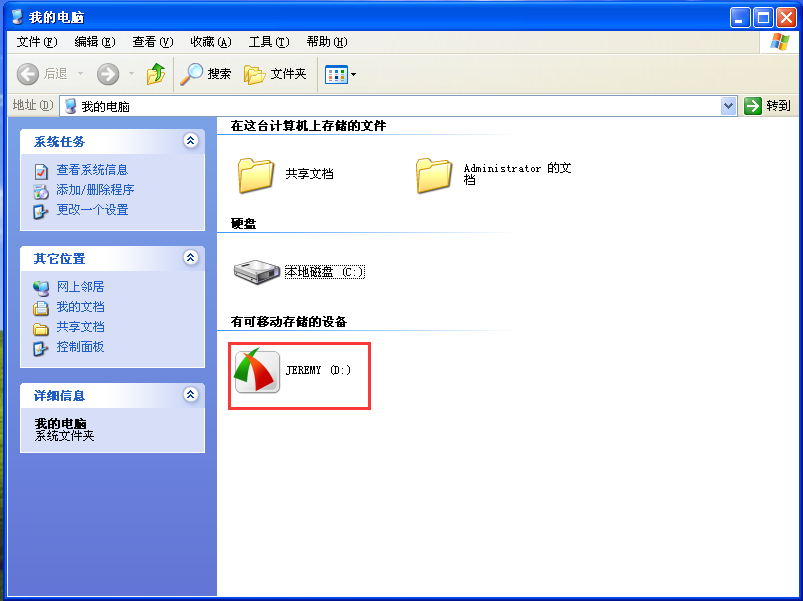 我的电脑
文件(F) 编辑(E) 查看(V) 收藏(A) 工具(T) 帮助(H)
后退 搜索 文件夹
地址(D) 我的电脑 转到
系统任务
查看系统信息
添加/删除程序
更改一个设置
其它位置
网上邻居
我的文档
共享文档
控制面板
详细信息
我的电脑
系统文件夹
在这台计算机上存储的文件
共享文档
Administrator 的文
档
硬盘
本地磁盘 (C:)
有可移动存储的设备
JEREMY (D:)